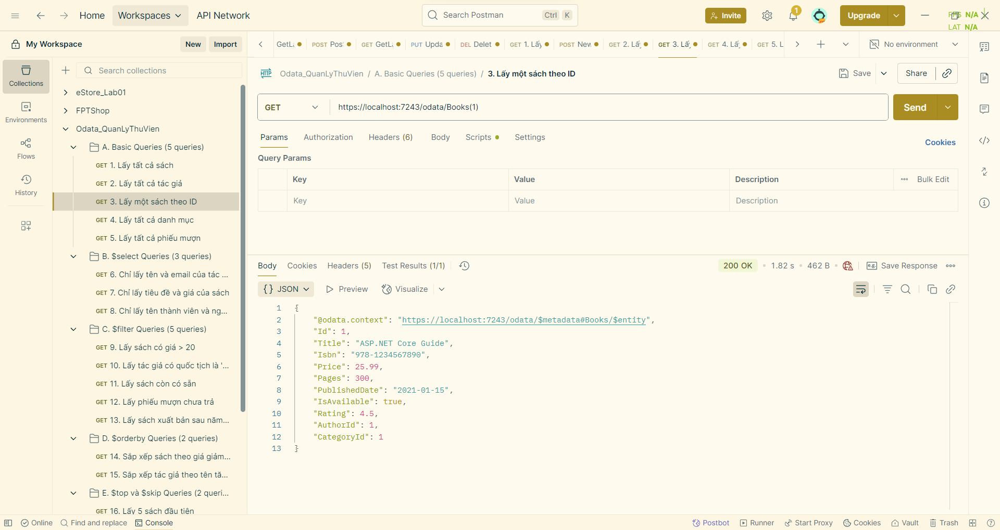 Home
Workspaces
API Network
Search Postman
Ctrl
K
Invite
1
Upgrade
FPS N/A
LAT N/A
My Workspace
New
Import
GetL
POST Pos
GET GetL
PUT Upda
DEL Delet
GET 1. Lấy
POST New
GET 2. Lấ
GET 3. Lấy
GET 4. Lấ
GET 5. L
No environment
Collections
Environments
Flows
History
Search collections
eStore_Lab01
FPTShop
Odata_QuanLyThuVien
A. Basic Queries (5 queries)
GET 1. Lấy tất cả sách
GET 2. Lấy tất cả tác giả
GET 3. Lấy một sách theo ID
GET 4. Lấy tất cả danh mục
GET 5. Lấy tất cả phiếu mượn
B. $select Queries (3 queries)
GET 6. Chỉ lấy tên và email của tác ...
GET 7. Chỉ lấy tiêu đề và giá của sách
GET 8. Chỉ lấy tên thành viên và ng...
C. $filter Queries (5 queries)
GET 9. Lấy sách có giá > 20
GET 10. Lấy tác giả có quốc tịch là '...
GET 11. Lấy sách còn có sẵn
GET 12. Lấy phiếu mượn chưa trả
GET 13. Lấy sách xuất bản sau năm...
D. $orderby Queries (2 queries)
GET 14. Sắp xếp sách theo giá giảm...
GET 15. Sắp xếp tác giả theo tên tă...
E. $top và $skip Queries (2 queri...
GET 16. Lấy 5 sách đầu tiên
HTTP Odata_QuanLyThuVien / A. Basic Queries (5 queries) / 3. Lấy một sách theo ID
Save
Share
GET
https://localhost:7243/odata/Books(1)
Send
Params
Authorization
Headers (6)
Body
Scripts
Settings
Cookies
Query Params
Key
Value
Description
Bulk Edit
Key
Value
Description
Body
Cookies
Headers (5)
Test Results (1/1)
200 OK
1.82 s
462 B
e.g. Save Response
{} JSON
Preview
Visualize
1 {
2 "@odata.context": "https://localhost:7243/odata/$metadata#Books/$entity",
3 "Id": 1,
4 "Title": "ASP.NET Core Guide",
5 "Isbn": "978-1234567890",
6 "Price": 25.99,
7 "Pages": 300,
8 "PublishedDate": "2021-01-15",
9 "IsAvailable": true,
10 "Rating": 4.5,
11 "AuthorId": 1,
12 "CategoryId": 1
13 }
Online
Find and replace
Console
Postbot
Runner
Start Proxy
Cookies
Vault
Trash